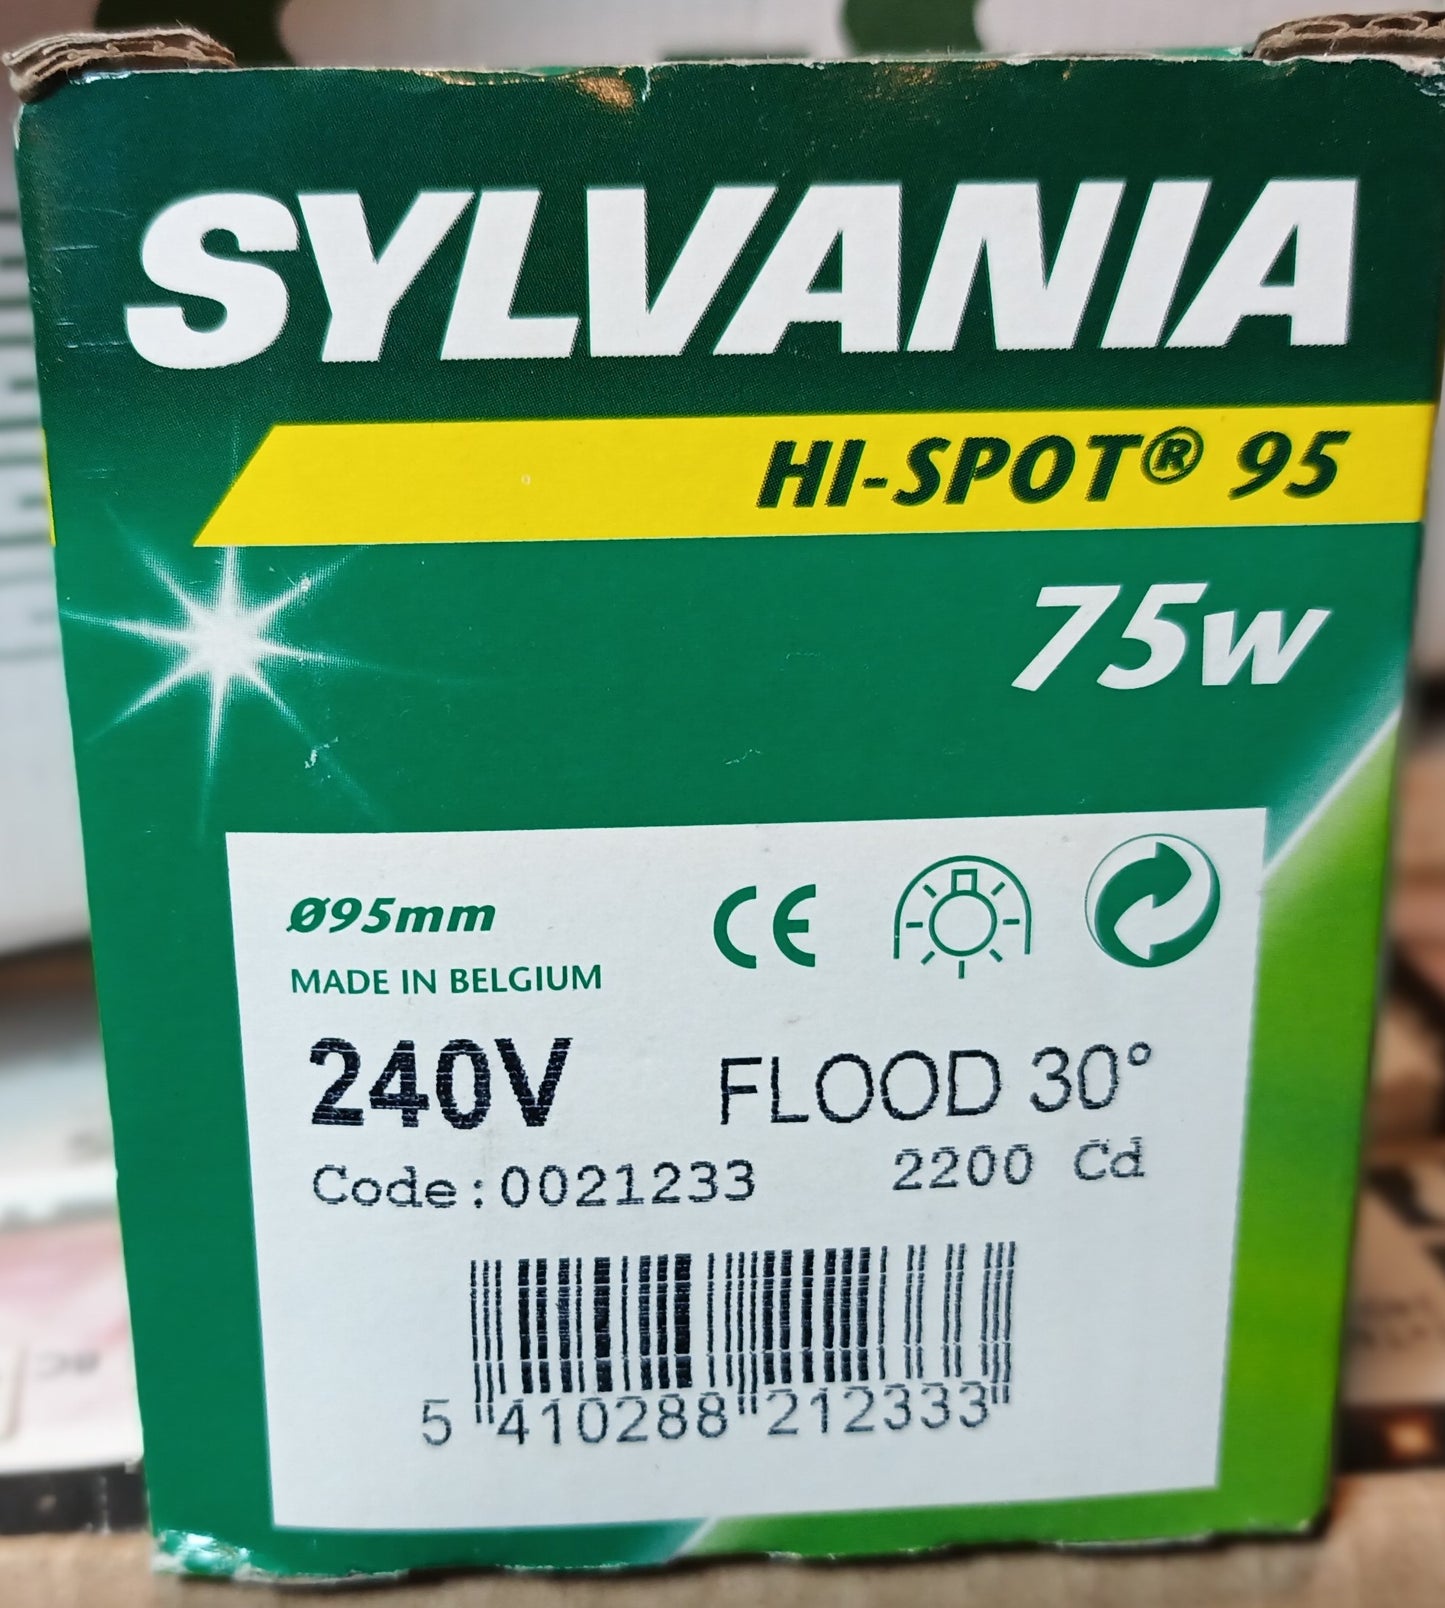 SYLVANIA
HI-SPOT® 95
75w
Ø95mm
CE
MADE IN BELGIUM
240V FLOOD 30°
Code:0021233 2200 Cd
5 410288 212333